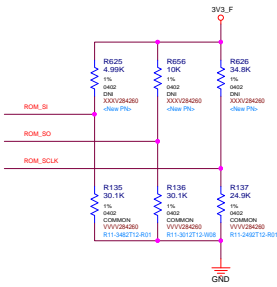 3V3_F
R625
4.99K
1%
0402
DNI
XXXV284260
<New PN>
R656
10K
1%
0402
DNI
XXXV284260
<New PN>
R626
34.8K
1%
0402
DNI
XXXV284260
<New PN>
ROM_SI
ROM_SO
ROM_SCLK
R135
30.1K
1%
0402
COMMON
VVVV284260
R11-3482T12-R01
R136
30.1K
1%
0402
COMMON
VVVV284260
R11-3012T12-W08
R137
24.9K
1%
0402
COMMON
VVVV284260
R11-2492T12-R01
GND